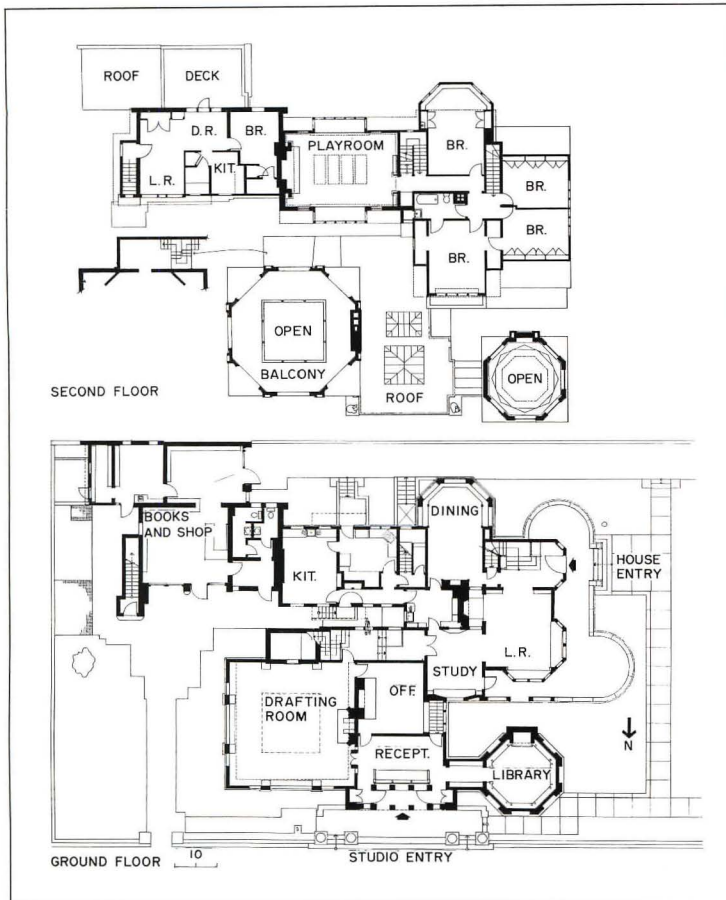 ROOF
DECK
D.R.
BR.
L.R.
KIT.
PLAYROOM
BR.
BR.
BR.
BR.
OPEN
BALCONY
ROOF
OPEN
SECOND FLOOR
BOOKS
AND SHOP
KIT.
DINING
HOUSE
ENTRY
L.R.
STUDY
OFF.
DRAFTING
ROOM
RECEPT.
LIBRARY
N
GROUND FLOOR
10
STUDIO ENTRY